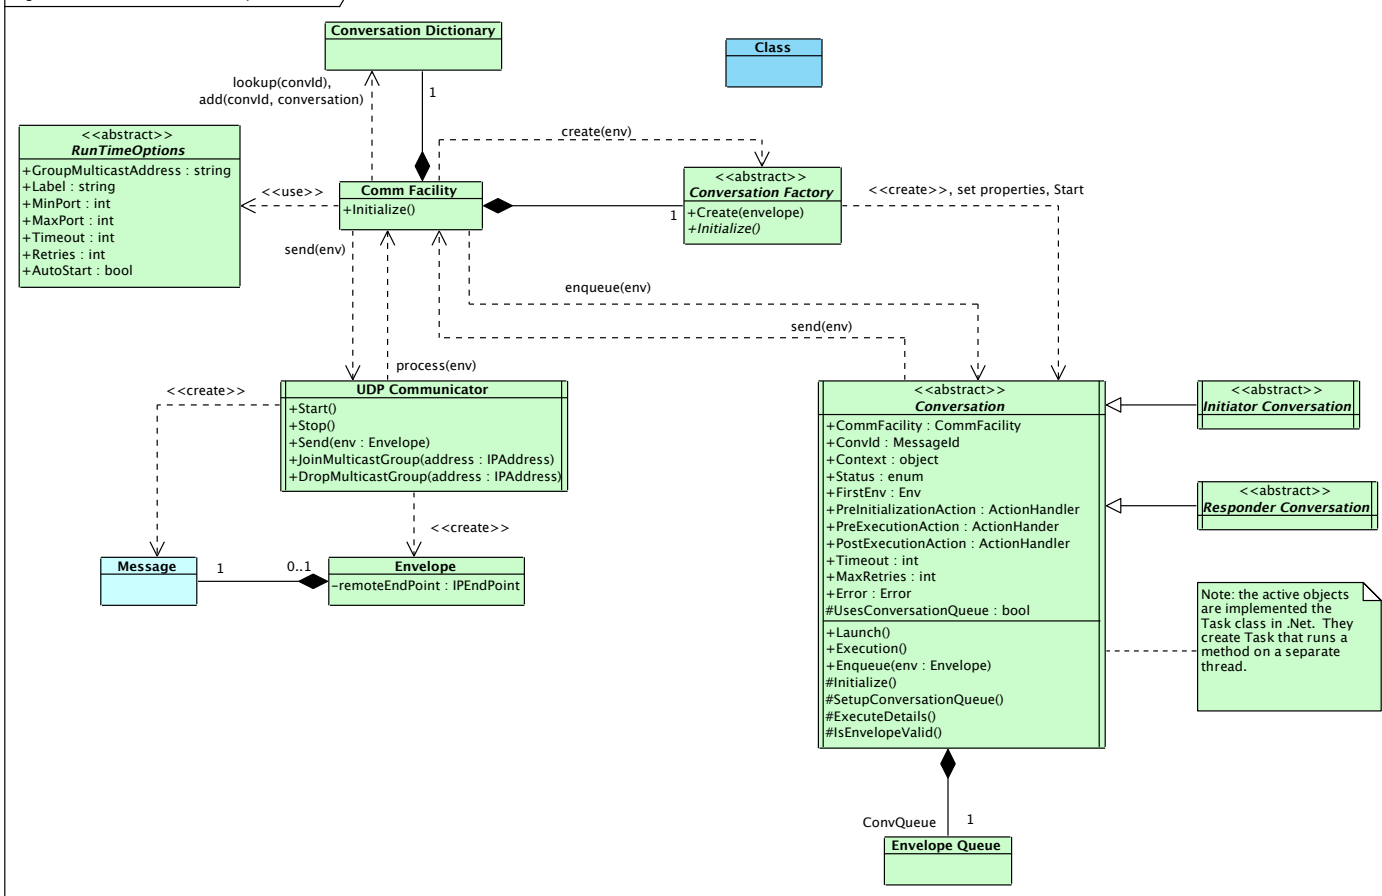 Conversation Dictionary
Class
lookup(convId),
add(convId, conversation)
1
<<abstract>>
RunTimeOptions
+GroupMulticastAddress : string
+Label : string
+MinPort : int
+MaxPort : int
+Timeout : int
+Retries : int
+AutoStart : bool
<<use>>
create(env)
Comm Facility
+Initialize()
1
<<abstract>>
Conversation Factory
+Create(envelope)
+Initialize()
<<create>>, set properties, Start
send(env)
enqueue(env)
send(env)
process(env)
<<create>>
UDP Communicator
+Start()
+Stop()
+Send(env : Envelope)
+JoinMulticastGroup(address : IPAddress)
+DropMulticastGroup(address : IPAddress)
<<create>>
Message
1
0..1
Envelope
-remoteEndPoint : IPEndPoint
<<abstract>>
Conversation
+CommFacility : CommFacility
+ConvId : MessageId
+Context : object
+Status : enum
+FirstEnv : Env
+PreInitializationAction : ActionHandler
+PreExecutionAction : ActionHander
+PostExecutionAction : ActionHandler
+Timeout : int
+MaxRetries : int
+Error : Error
#UsesConversationQueue : bool
+Launch()
+Execution()
+Enqueue(env : Envelope)
#Initialize()
#SetupConversationQueue()
#ExecuteDetails()
#IsEnvelopeValid()
<<abstract>>
Initiator Conversation
<<abstract>>
Responder Conversation
Note: the active objects
are implemented the
Task class in .Net. They
create Task that runs a
method on a separate
thread.
ConvQueue
1
Envelope Queue